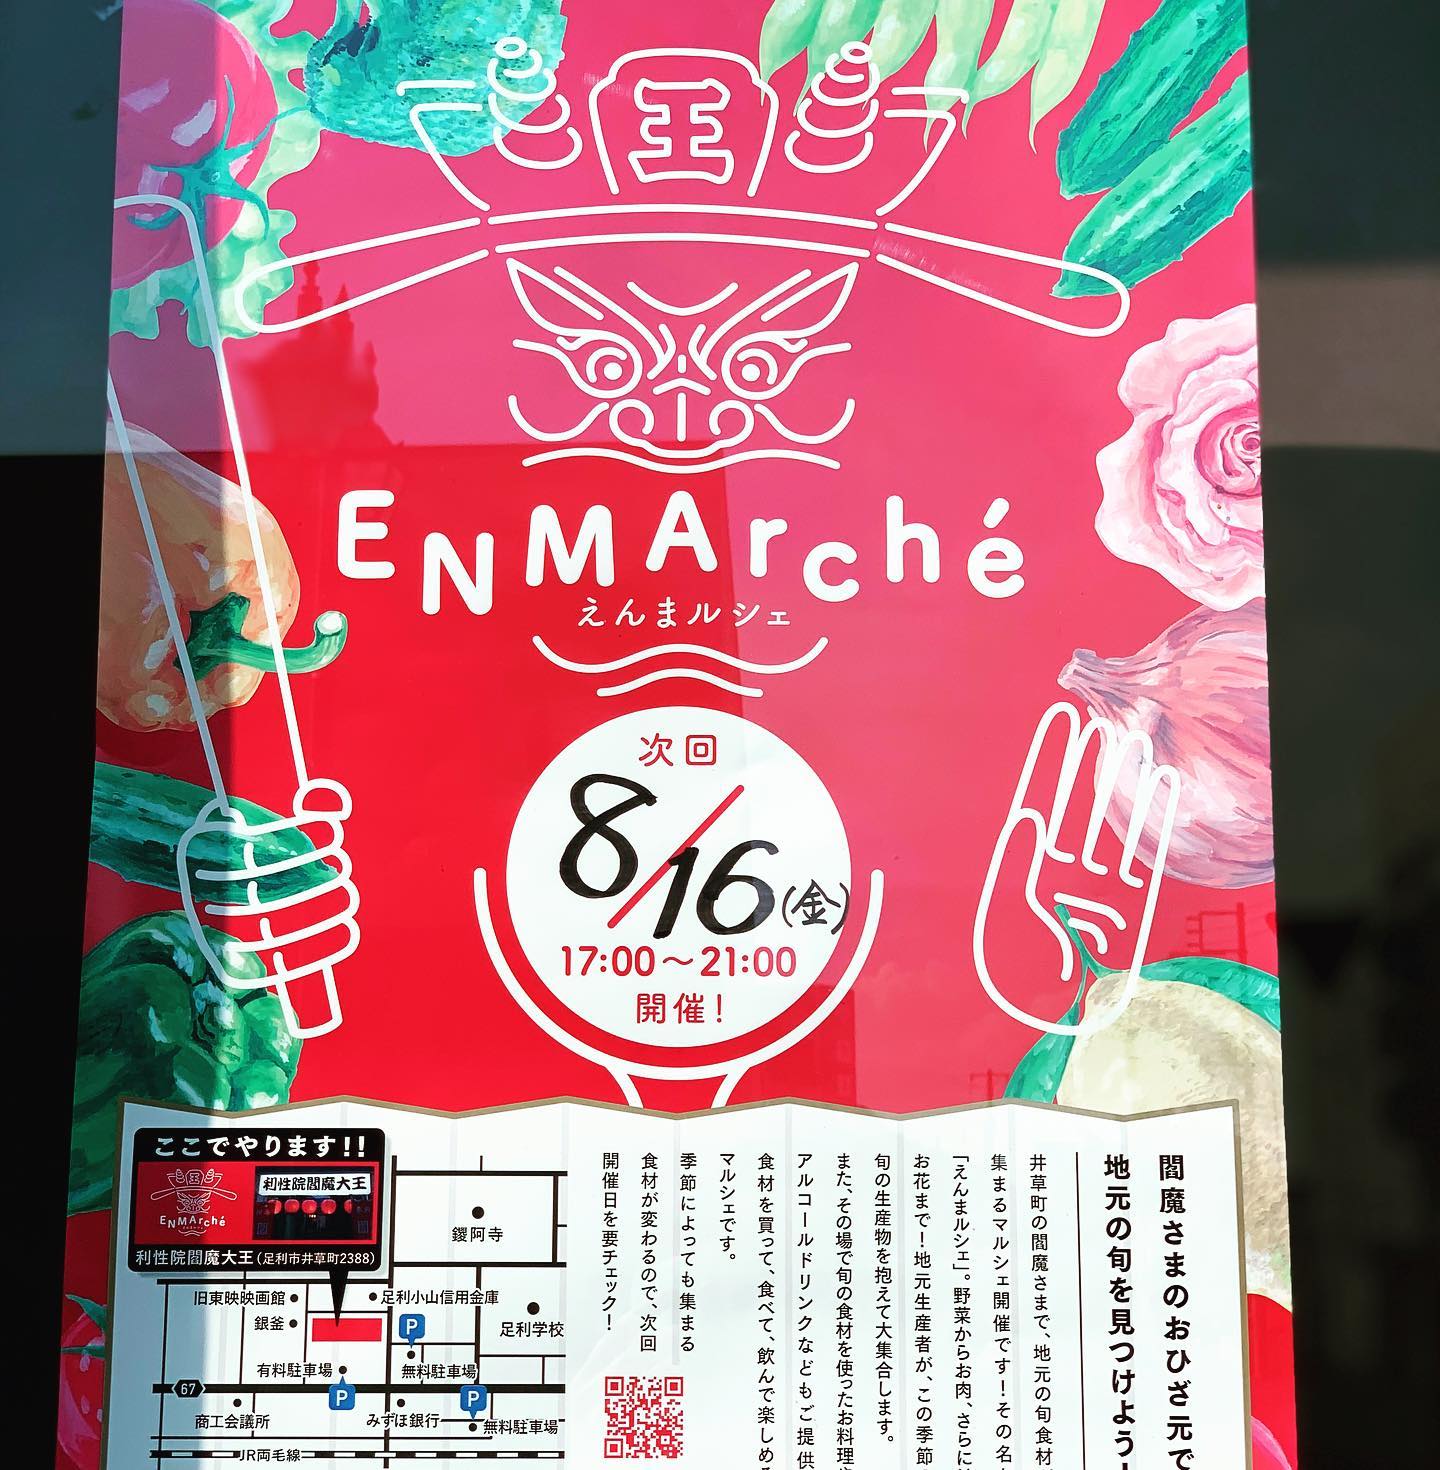 王
ENMArché
えんまルシェ
次回
8/16(金)
17:00～21:00
開催!
閻魔さまのおひざ元で
地元の旬を見つけよう!
井草町の閻魔さまで、地元の旬食材
集まるマルシェ開催です!その名
「えんまルシェ」。野菜からお肉、さらに
お花まで!地元生産者が、この季節
旬の生産物を抱えて大集合します。
また、その場で旬の食材を使ったお料理や
アルコールドリンクなどもご提供
食材を買って、食べて、飲んで楽しめる
マルシェです。
季節によっても集まる
食材が変わるので、次回
開催日を要チェック!
ここでやります!!
王
ENMArché
えんまルシェ
利性院閻魔大王
利性院閻魔大王(足利市井草町2388)
鑁阿寺
旧東映映画館
足利小山信用金庫
銀釜
P
足利学校
有料駐車場
無料駐車場
67
P
P
商工会議所
みずほ銀行
無料駐車場
JR両毛線